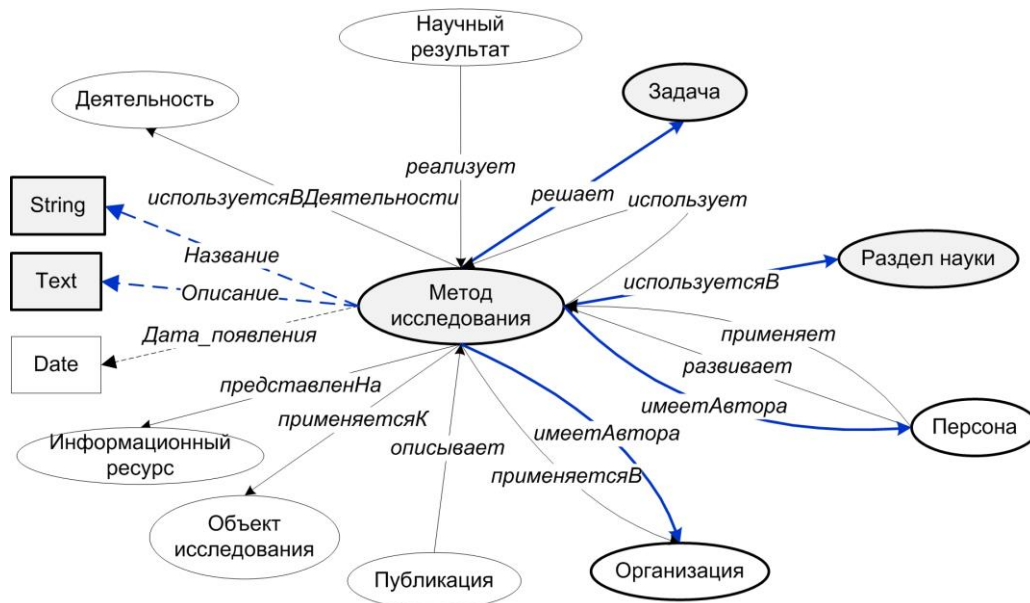 Научный
результат
Задача
Деятельность
реализует
используетсяВДеятельности
решает
использует
String
Название
Раздел науки
используетсяВ
Text
Описание
Метод
исследования
Дата_появления
применяет
Date
развивает
представленНа
имеетАвтора
применяетсяК
Персона
Информационный
ресурс
описывает
имеетАвтора
применяетсяВ
Объект
исследования
Публикация
Организация